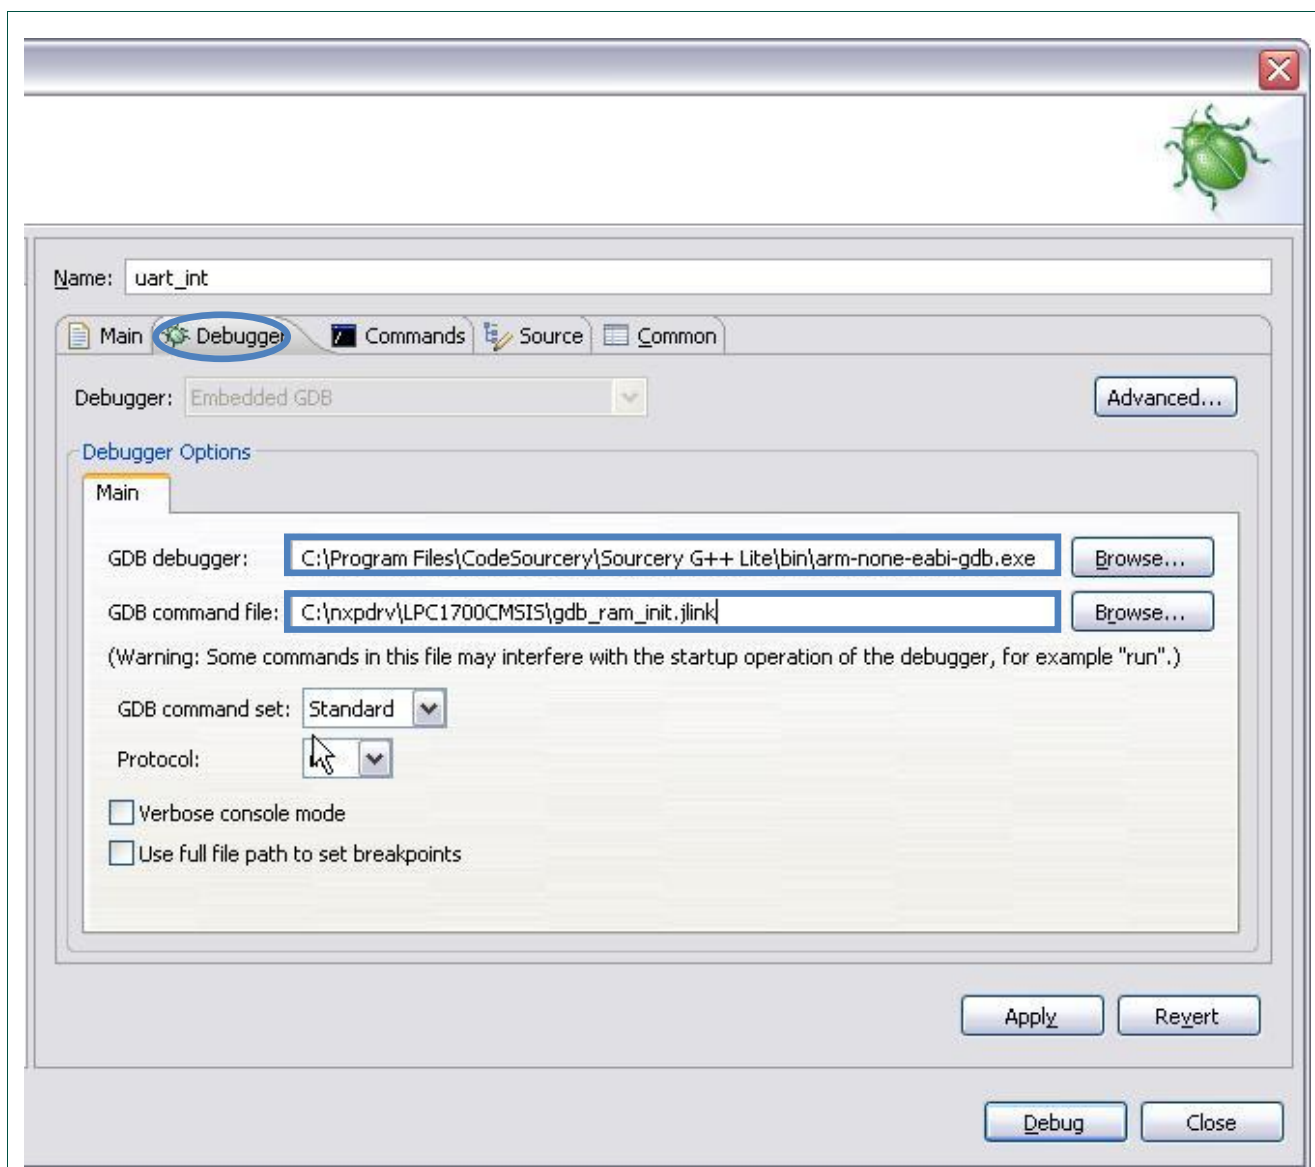 Name: uart_int
Main Debugger Commands Source Common
Debugger: Embedded GDB Advanced...
Debugger Options
Main
GDB debugger: C:\Program Files\CodeSourcery\Sourcery G++ Lite\bin\arm-none-eabi-gdb.exe Browse...
GDB command file: C:\nxpdrv\LPC1700CMSIS\gdb_ram_init.jlink Browse...
(Warning: Some commands in this file may interfere with the startup operation of the debugger, for example "run".)
GDB command set: Standard
Protocol:
Verbose console mode
Use full file path to set breakpoints
Apply Revert
Debug Close